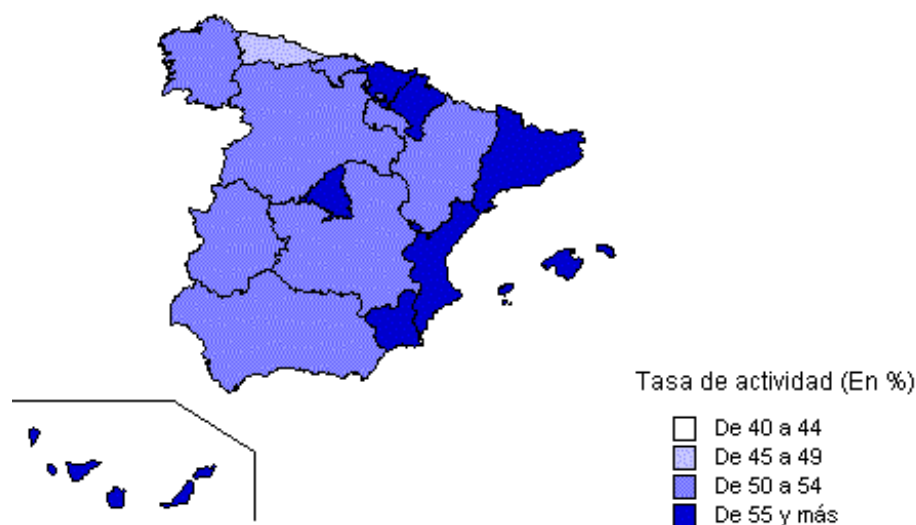 Tasa de actividad (En %)
De 40 a 44
De 45 a 49
De 50 a 54
De 55 y más